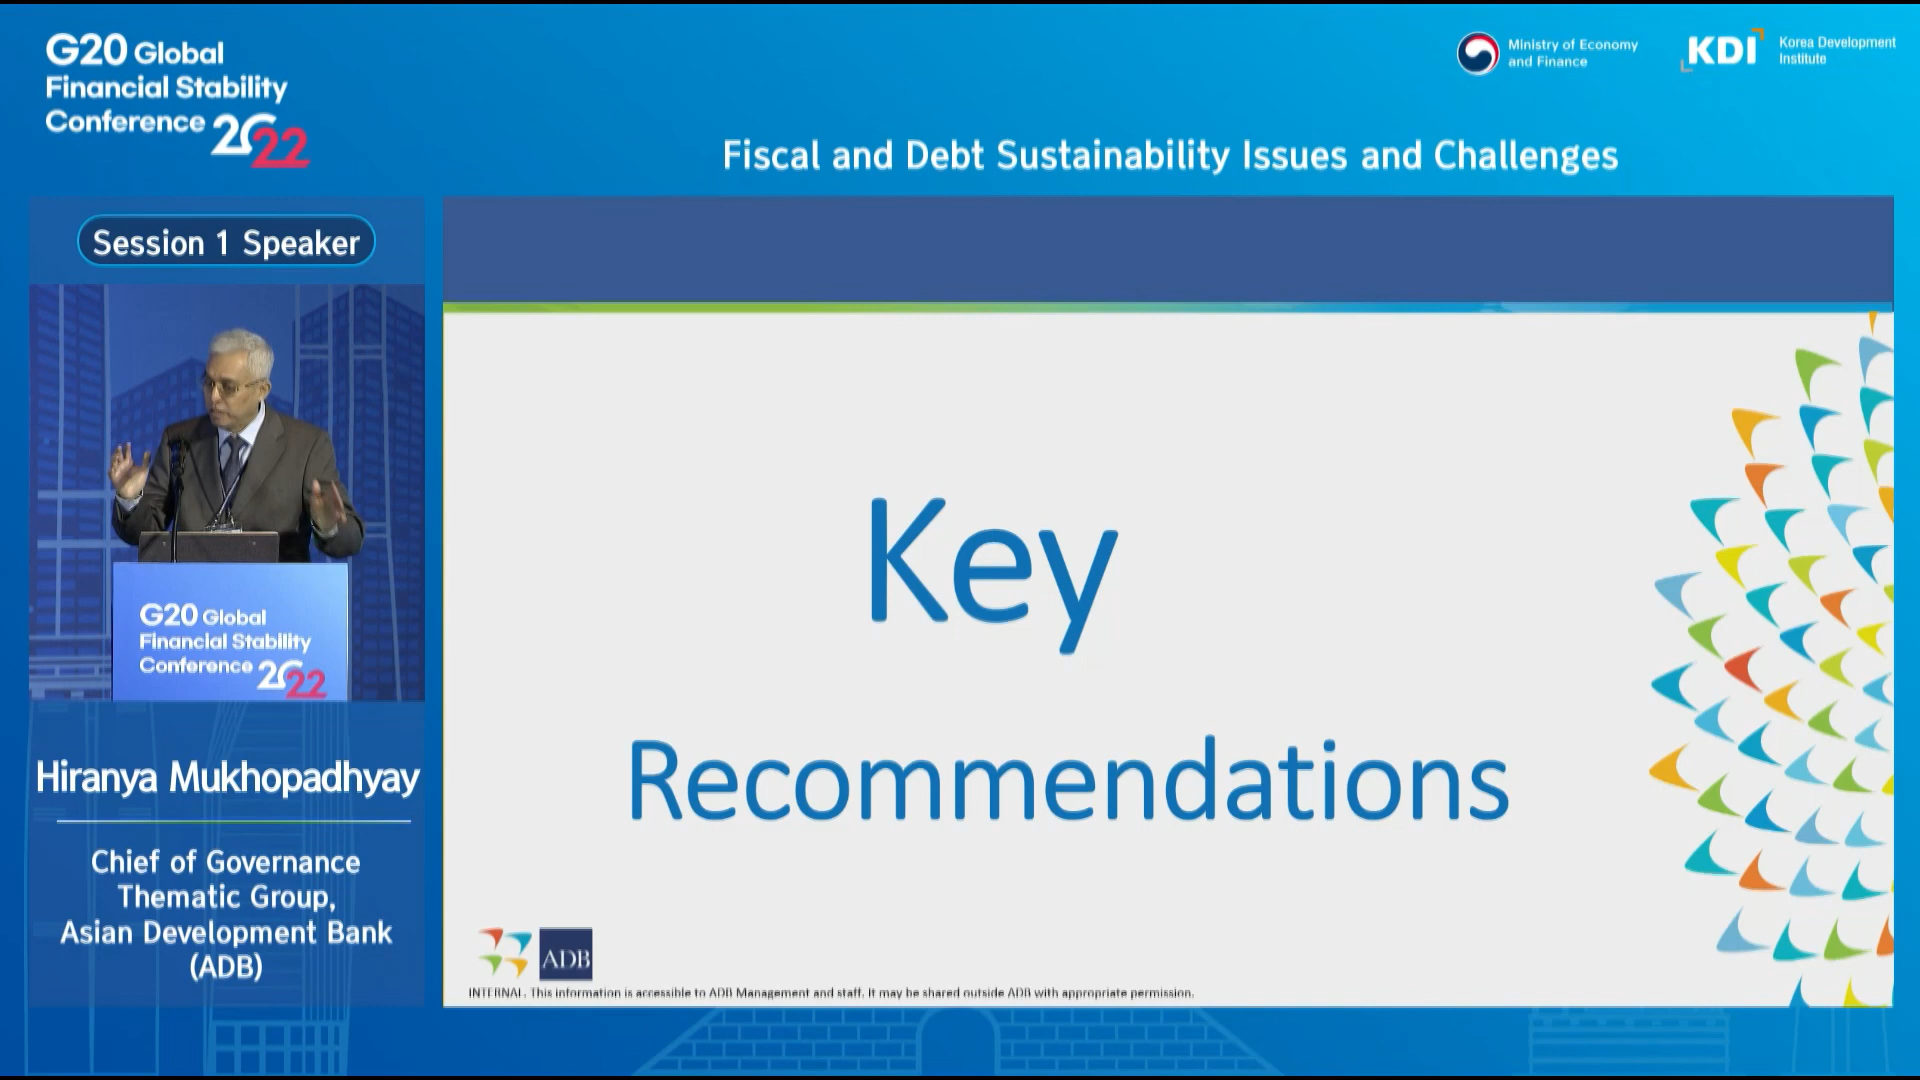 G20 Global
Financial Stability
Conference 2022
Ministry of Economy
and Finance
KDI
Korea Development
Institute
Fiscal and Debt Sustainability Issues and Challenges
Session 1 Speaker
G20 Global
Financial Stability
Conference 2022
Hiranya Mukhopadhyay
Chief of Governance
Thematic Group,
Asian Development Bank
(ADB)
Key
Recommendations
ADB
INTERNAL. This information is accessible to ADB Management and staff. It may be shared outside ADB with appropriate permission.